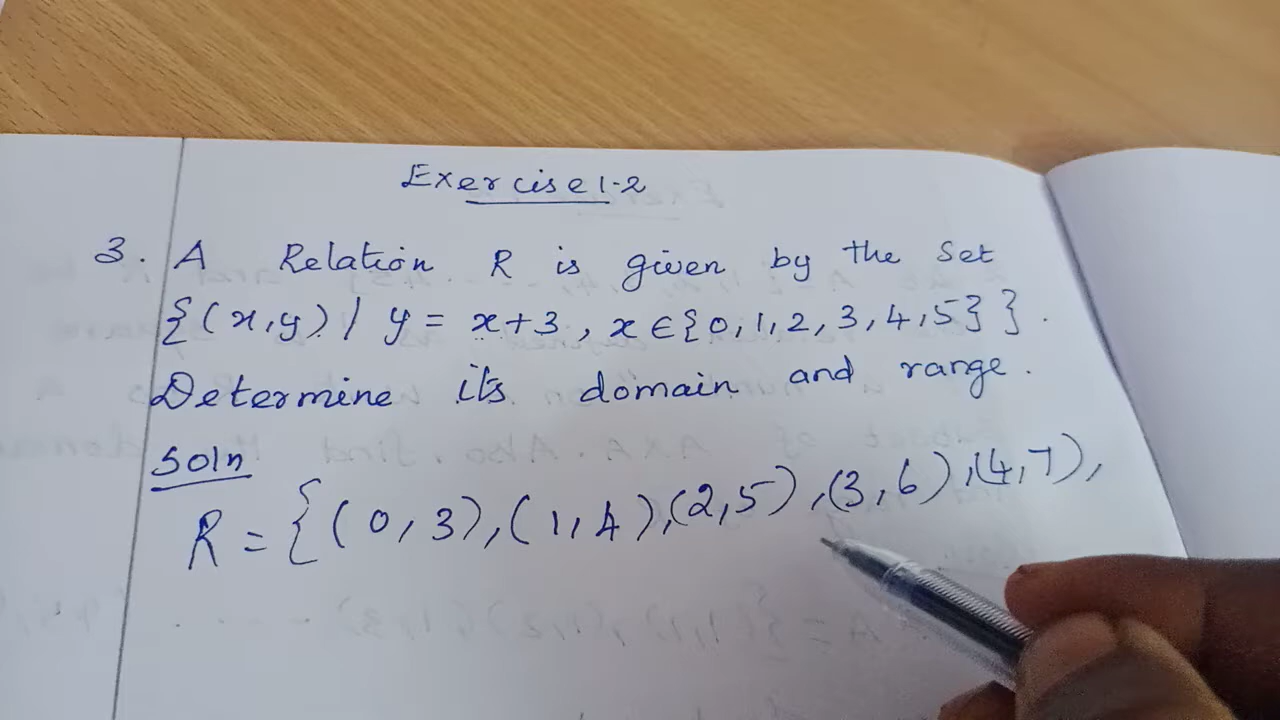 Exercise 1-2
3. A Relation R is given by the Set
{(x,y) / y = x+3, x ∈ {0,1,2,3,4,5} }.
Determine its domain and range.
Soln
R = { (0,3), (1,4), (2,5), (3,6), (4,7),